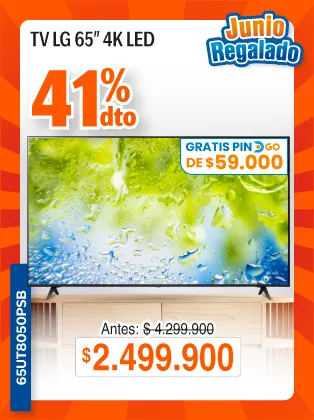 Junio
Regalado
TV LG 65" 4K LED
41%
dto
GRATIS PIN D GO
DE $59.000
65UT8050PSB
Antes: $ 4.299.900
$2.499.900